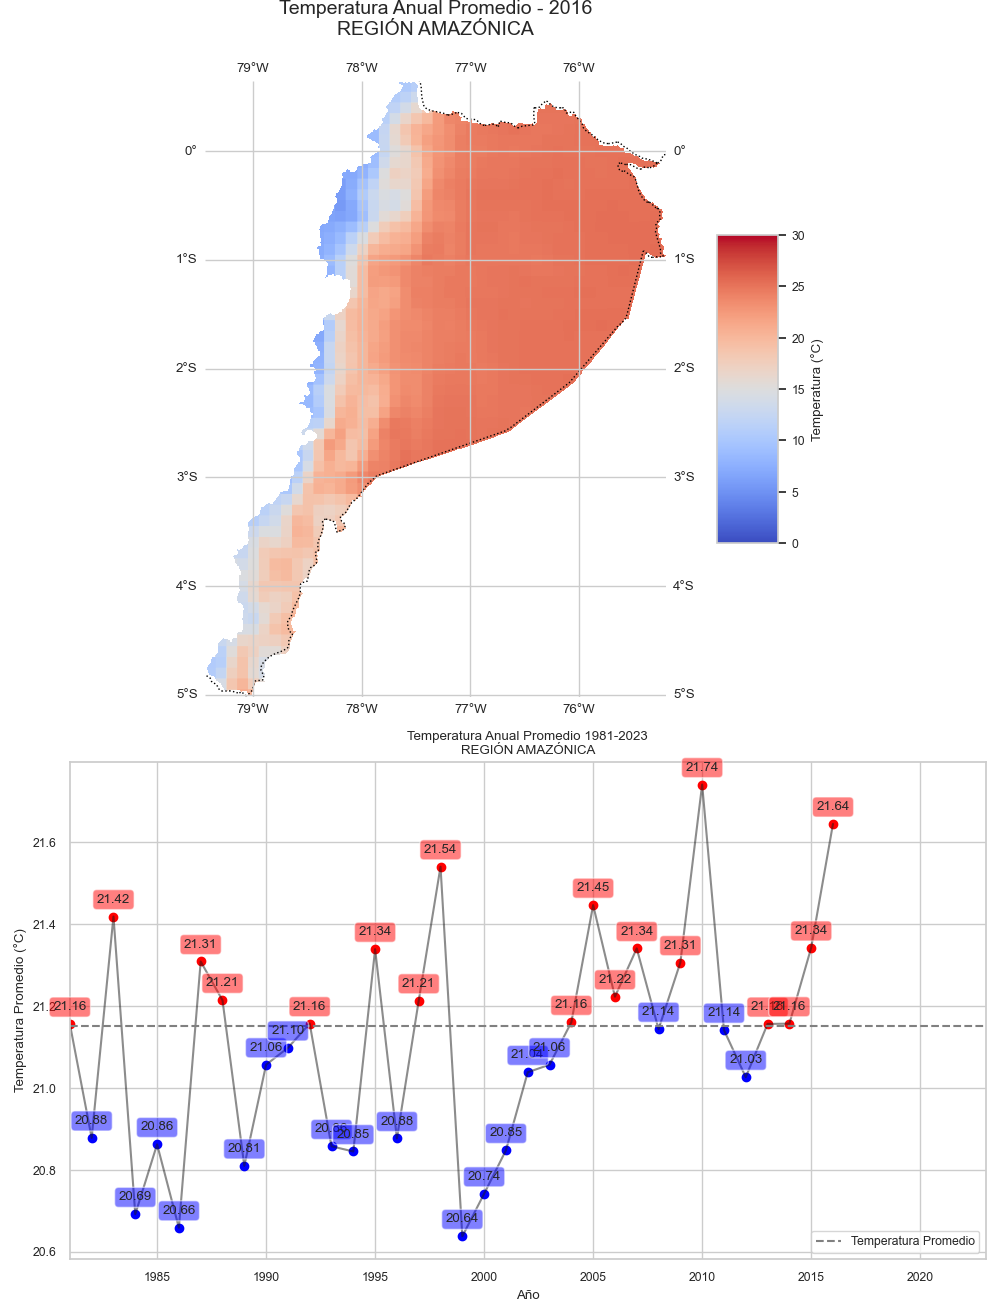 Temperatura Anual Promedio - 2016
REGIÓN AMAZÓNICA
79°W 78°W 77°W 76°W
0° 0°
1°S 1°S
2°S 2°S
3°S 3°S
4°S 4°S
5°S 5°S
79°W 78°W 77°W 76°W
30
25
20
15
10
5
0
Temperatura (°C)
Temperatura Anual Promedio 1981-2023
REGIÓN AMAZÓNICA
Temperatura Promedio (°C)
21.6
21.4
21.0
20.8
20.6
21.16
20.88
21.42
20.69
20.86
20.66
21.31
21.21
20.81
21.06
21.10
21.16
20.85
21.34
20.88
21.21
21.54
20.64
20.74
20.85
21.06
21.16
21.45
21.22
21.34
21.14
21.31
21.74
21.14
21.03
21.16
21.34
21.64
Temperatura Promedio
1985 1990 1995 2000 2005 2010 2015 2020
Año